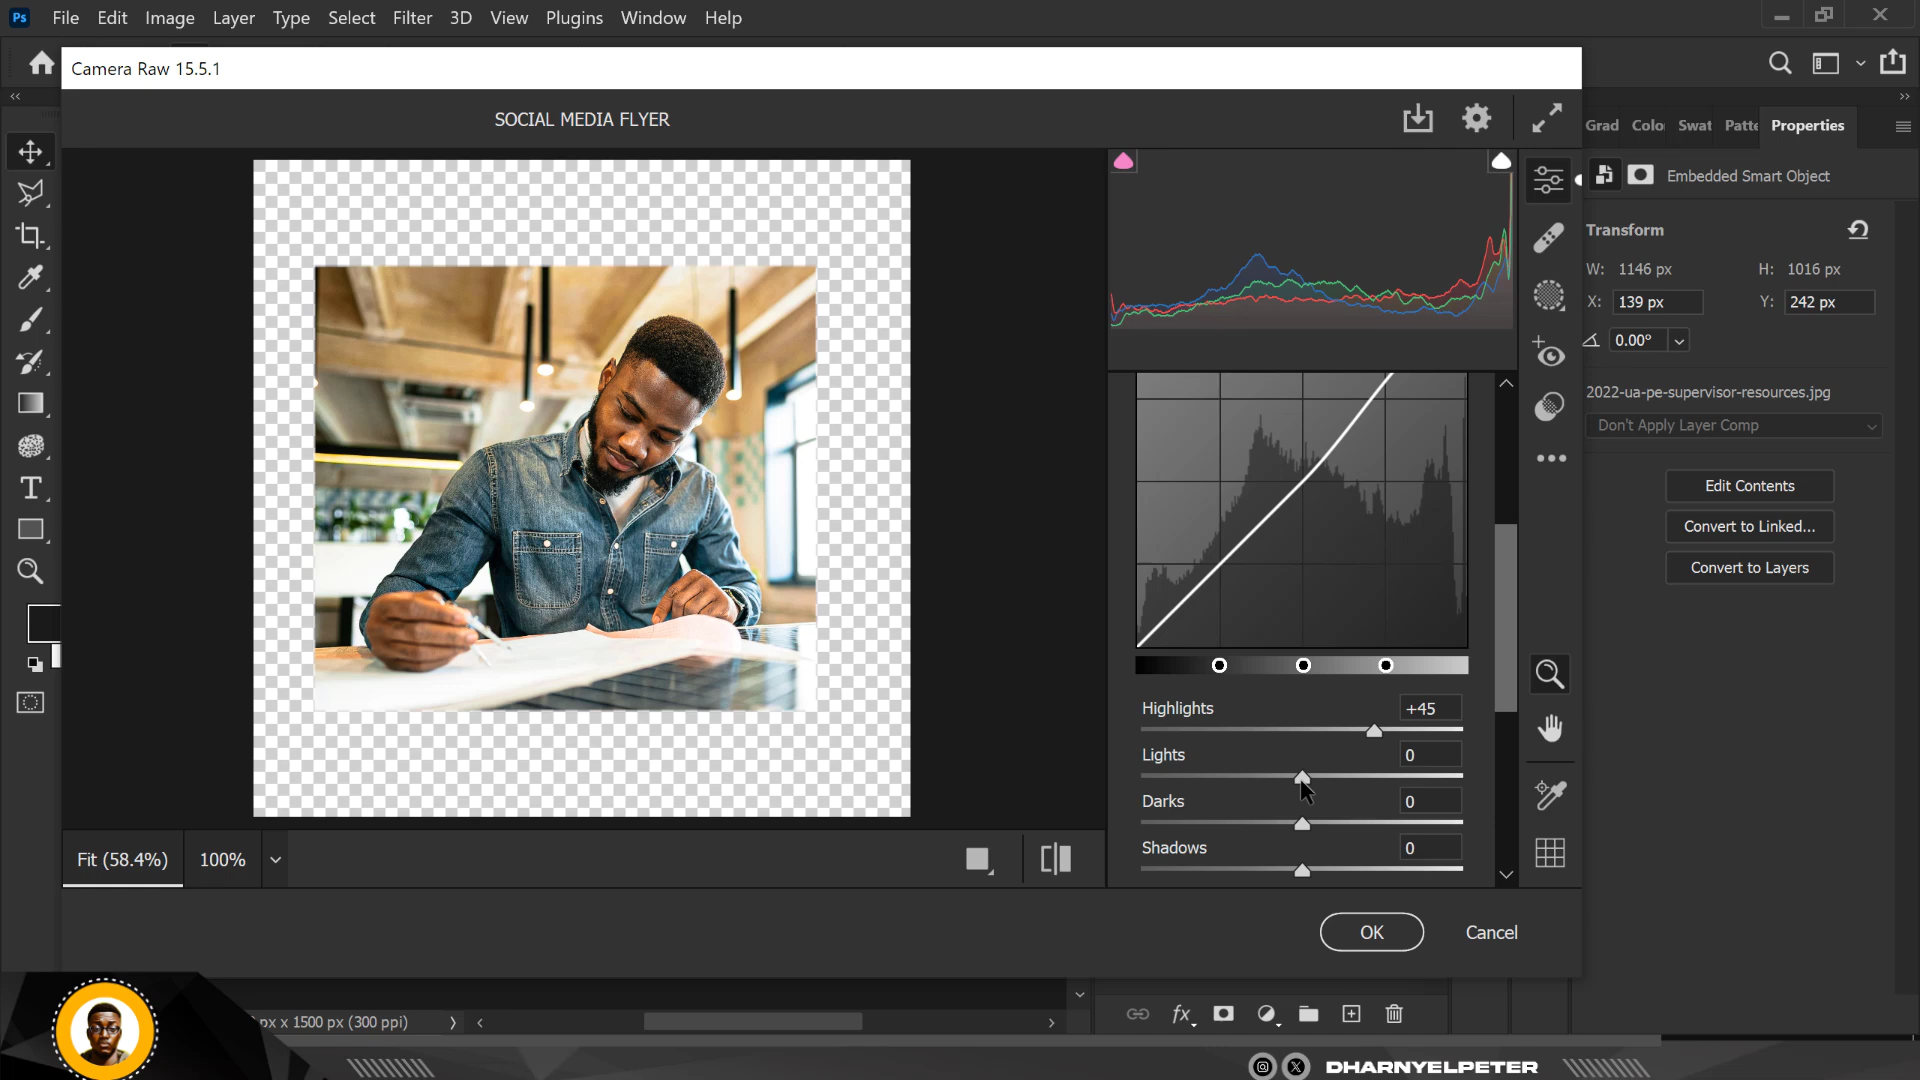 Ps File Edit Image Layer Type Select Filter 3D View Plugins Window Help
Camera Raw 15.5.1
SOCIAL MEDIA FLYER
Grad Colo Swat Patte Properties
Embedded Smart Object
Transform
W: 1146 px H: 1016 px
X: 139 px Y: 242 px
0.00°
2022-ua-pe-supervisor-resources.jpg
Don't Apply Layer Comp
Edit Contents
Convert to Linked...
Convert to Layers
Highlights +45
Lights 0
Darks 0
Shadows 0
Fit (58.4%) 100%
OK Cancel
px x 1500 px (300 ppi)
fx
DHARNYELPETER